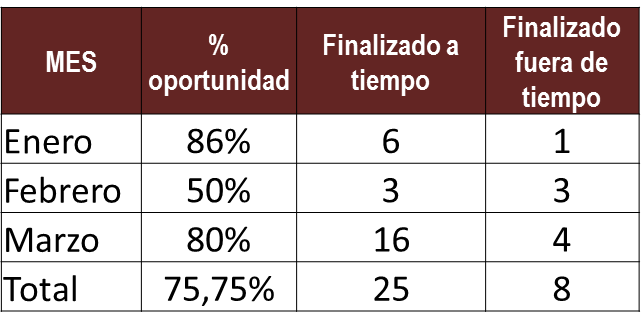 MES % oportunidad Finalizado a tiempo Finalizado fuera de tiempo
Enero 86% 6 1
Febrero 50% 3 3
Marzo 80% 16 4
Total 75,75% 25 8